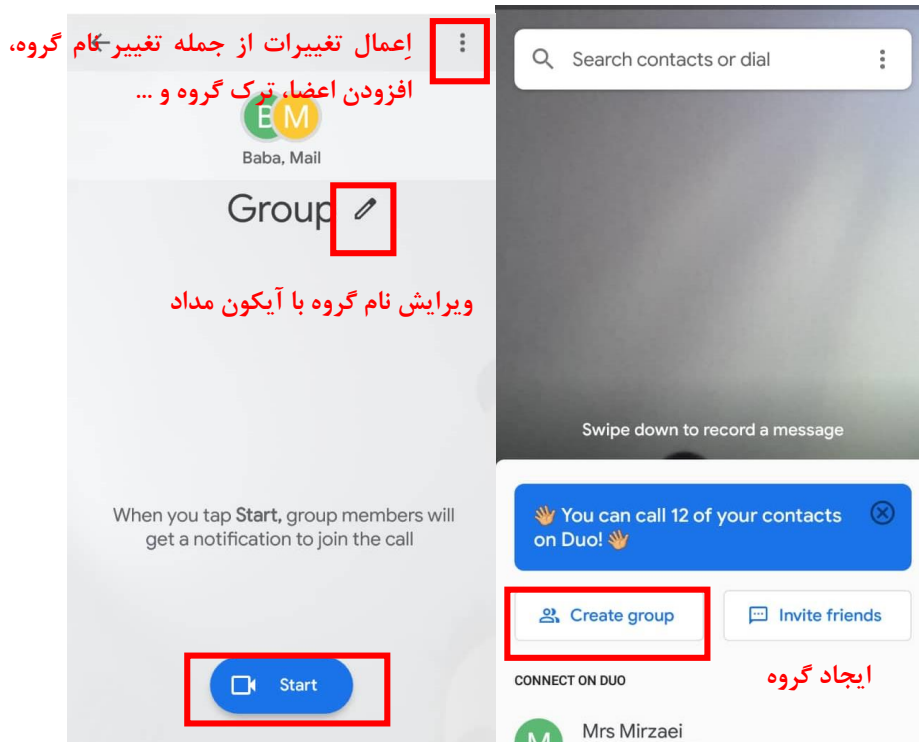 اِعمال تغییرات از جمله تغییر نام گروه،
افزودن اعضا، ترک گروه و ...
B M
Baba, Mail
Group
ویرایش نام گروه با آیکون مداد
When you tap Start, group members will
get a notification to join the call
Start
Search contacts or dial
Swipe down to record a message
👋 You can call 12 of your contacts
on Duo! 👋
Create group
Invite friends
CONNECT ON DUO
ایجاد گروه
M
Mrs Mirzaei